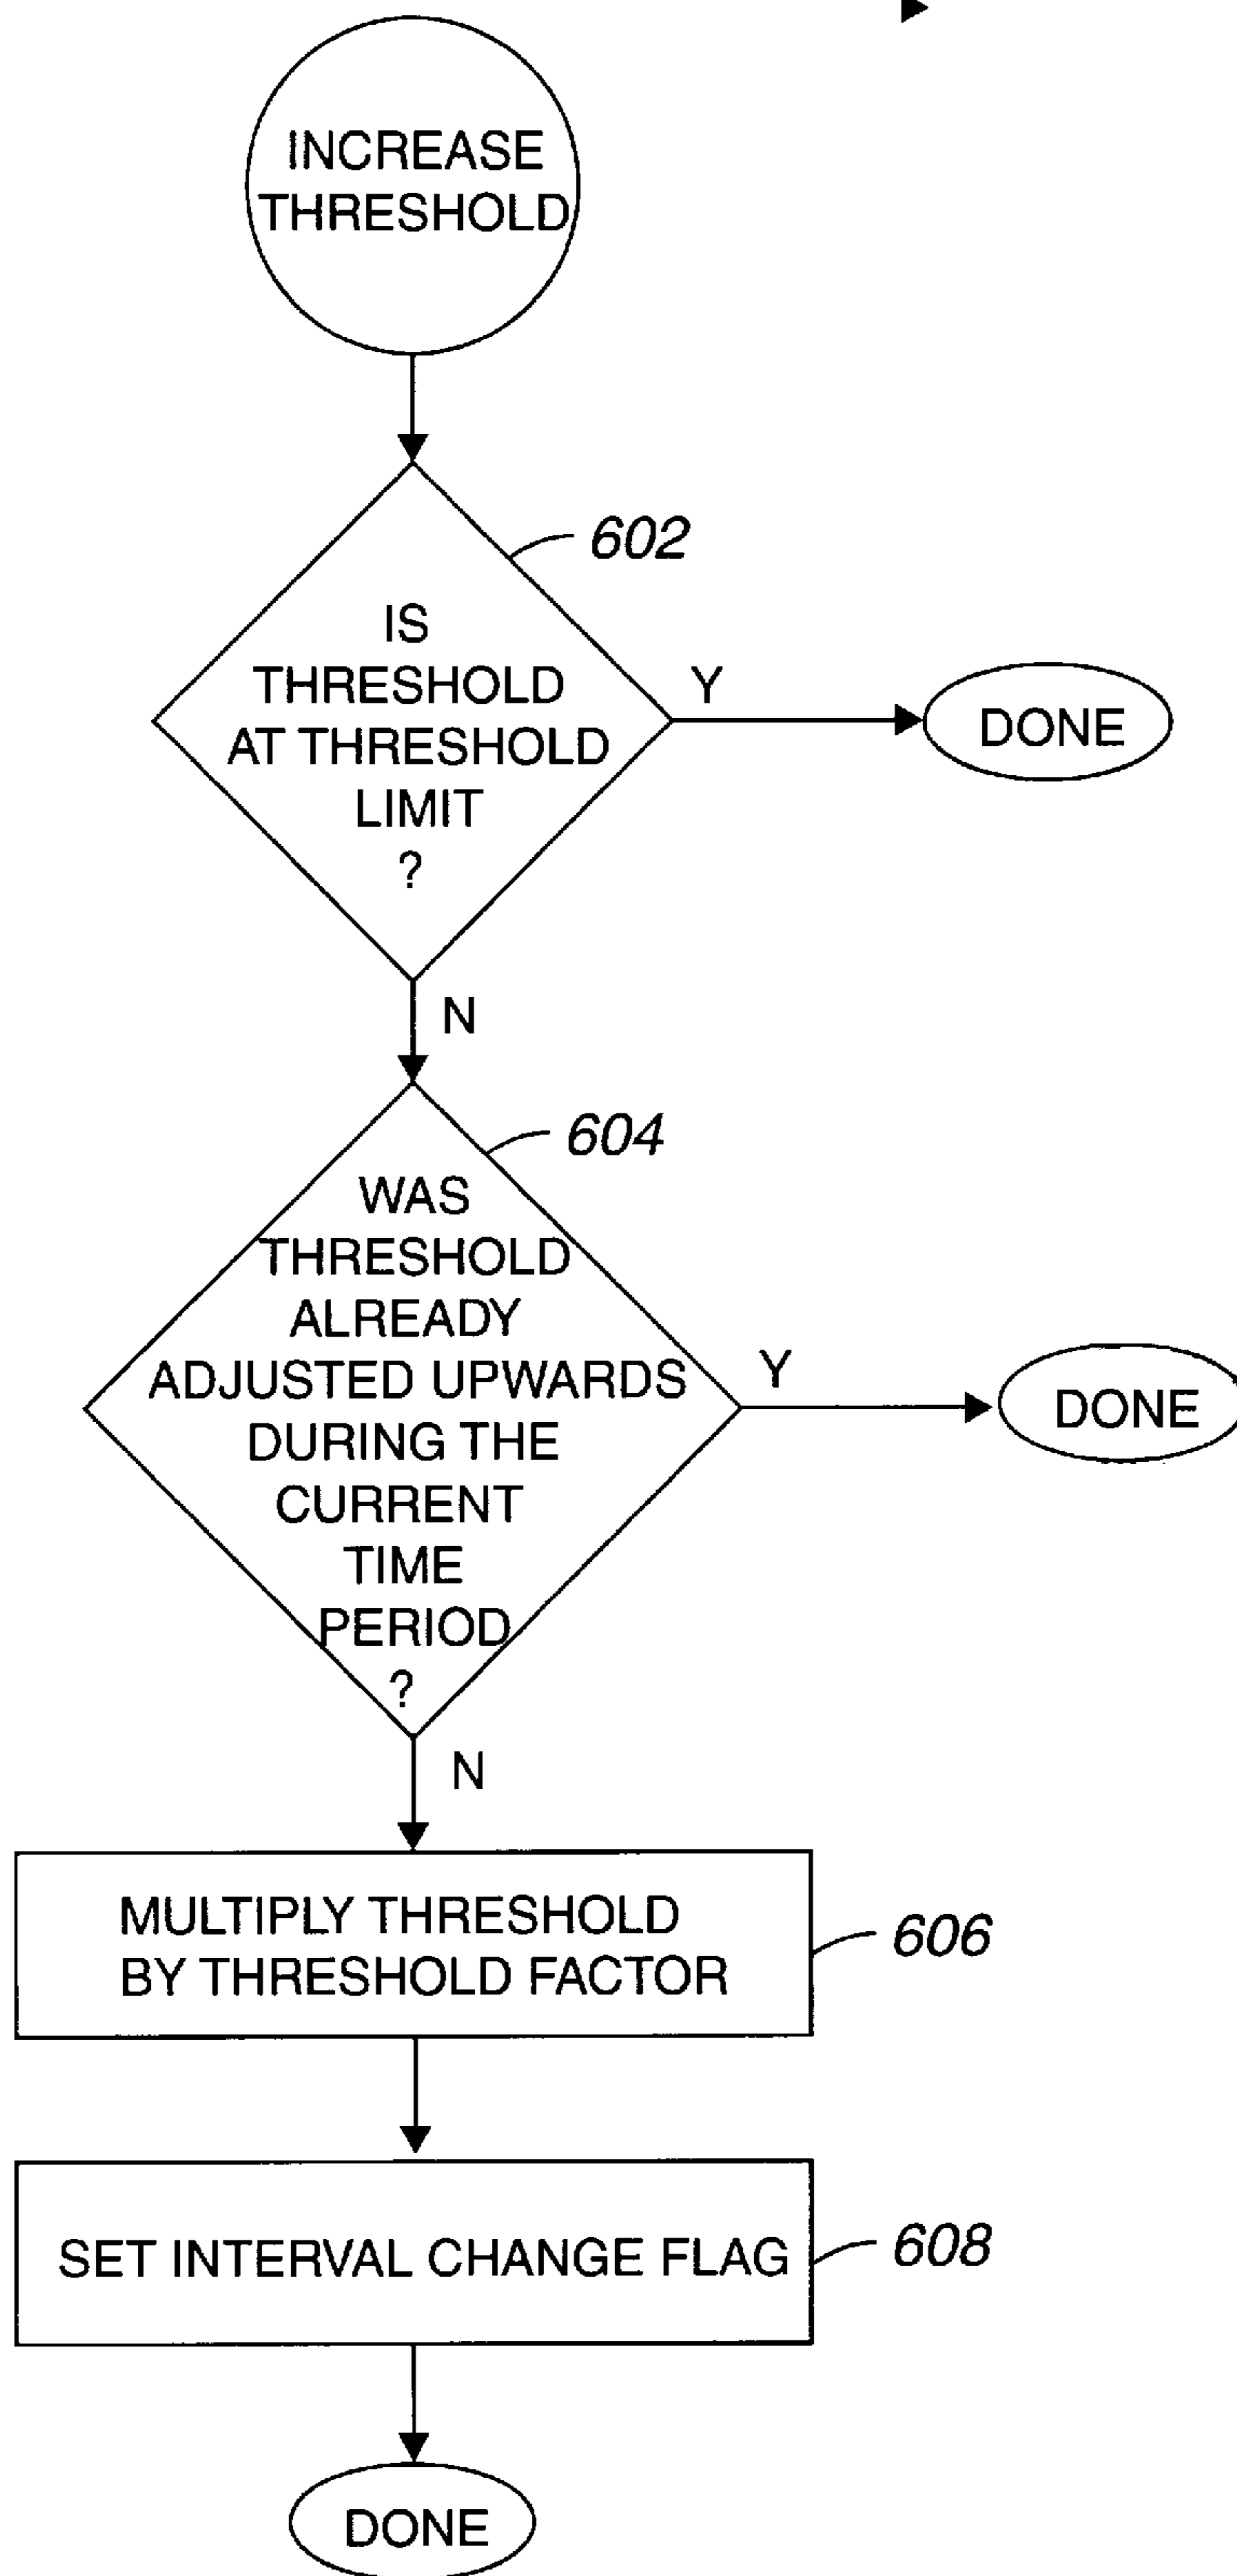 INCREASE
THRESHOLD
602
IS
THRESHOLD
AT THRESHOLD
LIMIT
?
Y
DONE
N
604
WAS
THRESHOLD
ALREADY
ADJUSTED UPWARDS
DURING THE
CURRENT
TIME
PERIOD
?
Y
DONE
N
MULTIPLY THRESHOLD
BY THRESHOLD FACTOR
606
SET INTERVAL CHANGE FLAG
608
DONE